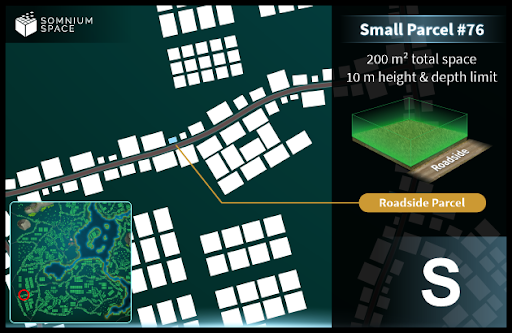 SOMNIUM
SPACE
Small Parcel #76
200 m² total space
10 m height & depth limit
Roadside
Roadside Parcel
S